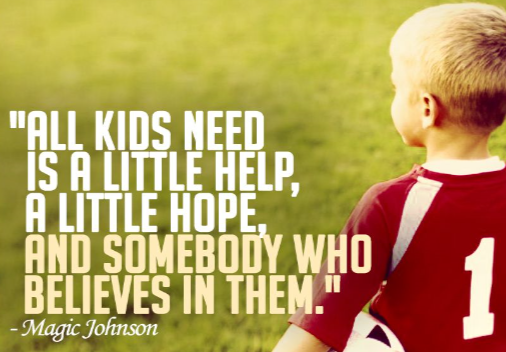 "ALL KIDS NEED
IS A LITTLE HELP,
A LITTLE HOPE,
AND SOMEBODY WHO
BELIEVES IN THEM."
- Magic Johnson
1